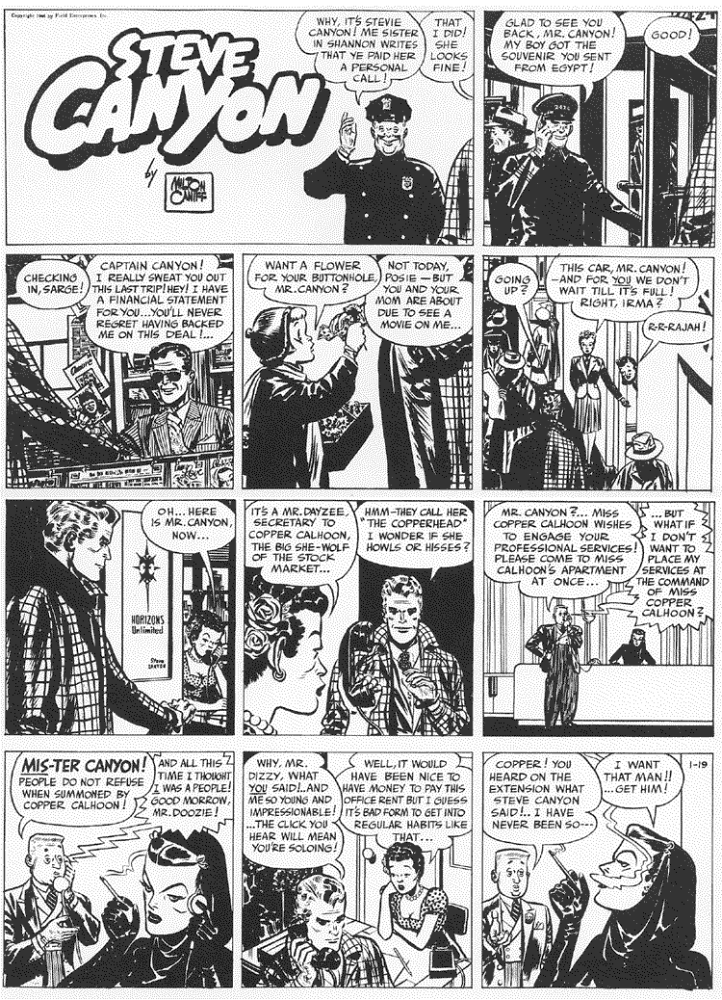 Copyright 1946 by Field Enterprises, Inc.
STEVE
CANYON
by
MILTON
CANIFF
WHY, IT'S STEVIE
CANYON! ME SISTER
IN SHANNON WRITES
THAT YE PAID HER
A PERSONAL
CALL!
THAT
I DID!
SHE
LOOKS
FINE!
GLAD TO SEE YOU
BACK, MR. CANYON!
MY BOY GOT THE
SOUVENIR YOU SENT
FROM EGYPT!
GOOD!
2424
2424
CHECKING
IN, SARGE!
CAPTAIN CANYON!
I REALLY SWEAT YOU OUT
THIS LAST TRIP! HEY! I HAVE
A FINANCIAL STATEMENT
FOR YOU...YOU'LL NEVER
REGRET HAVING BACKED
ME ON THIS DEAL!...
WANT A FLOWER
FOR YOUR BUTTONHOLE,
MR. CANYON?
NOT TODAY,
POSIE — BUT
YOU AND YOUR
MOM ARE ABOUT
DUE TO SEE A
MOVIE ON ME...
GOING
UP?
THIS CAR, MR. CANYON!
—AND FOR YOU WE DON'T
WAIT TILL IT'S FULL!
RIGHT, IRMA?
R-R-RAJAH!
OH...HERE
IS MR. CANYON,
NOW...
HORIZONS
Unlimited
STEVE
CANYON
IT'S A MR. DAYZEE,
SECRETARY TO
COPPER CALHOON,
THE BIG SHE-WOLF
OF THE STOCK
MARKET...
HMM—THEY CALL HER
"THE COPPERHEAD"
I WONDER IF SHE
HOWLS OR HISSES?
MR. CANYON?... MISS
COPPER CALHOON WISHES
TO ENGAGE YOUR
PROFESSIONAL SERVICES!
PLEASE COME TO MISS
CALHOON'S APARTMENT
AT ONCE...
...BUT
WHAT IF
I DON'T
WANT TO
PLACE MY
SERVICES AT
THE COMMAND
OF MISS
COPPER
CALHOON?
MIS-TER CANYON!
PEOPLE DO NOT REFUSE
WHEN SUMMONED BY
COPPER CALHOON!
AND ALL THIS
TIME I THOUGHT
I WAS A PEOPLE!
GOOD MORROW,
MR. DOOZIE!
WHY, MR.
DIZZY, WHAT
YOU SAID!..AND
ME SO YOUNG AND
IMPRESSIONABLE!
...THE CLICK YOU
HEAR WILL MEAN
YOU'RE SOLOING!
WELL, IT WOULD
HAVE BEEN NICE TO
HAVE MONEY TO PAY THIS
OFFICE RENT BUT I GUESS
IT'S BAD FORM TO GET INTO
REGULAR HABITS LIKE
THAT...
COPPER! YOU
HEARD ON THE
EXTENSION WHAT
STEVE CANYON
SAID!.. I HAVE
NEVER BEEN SO---
I WANT
THAT MAN!!
...GET HIM!
1-19